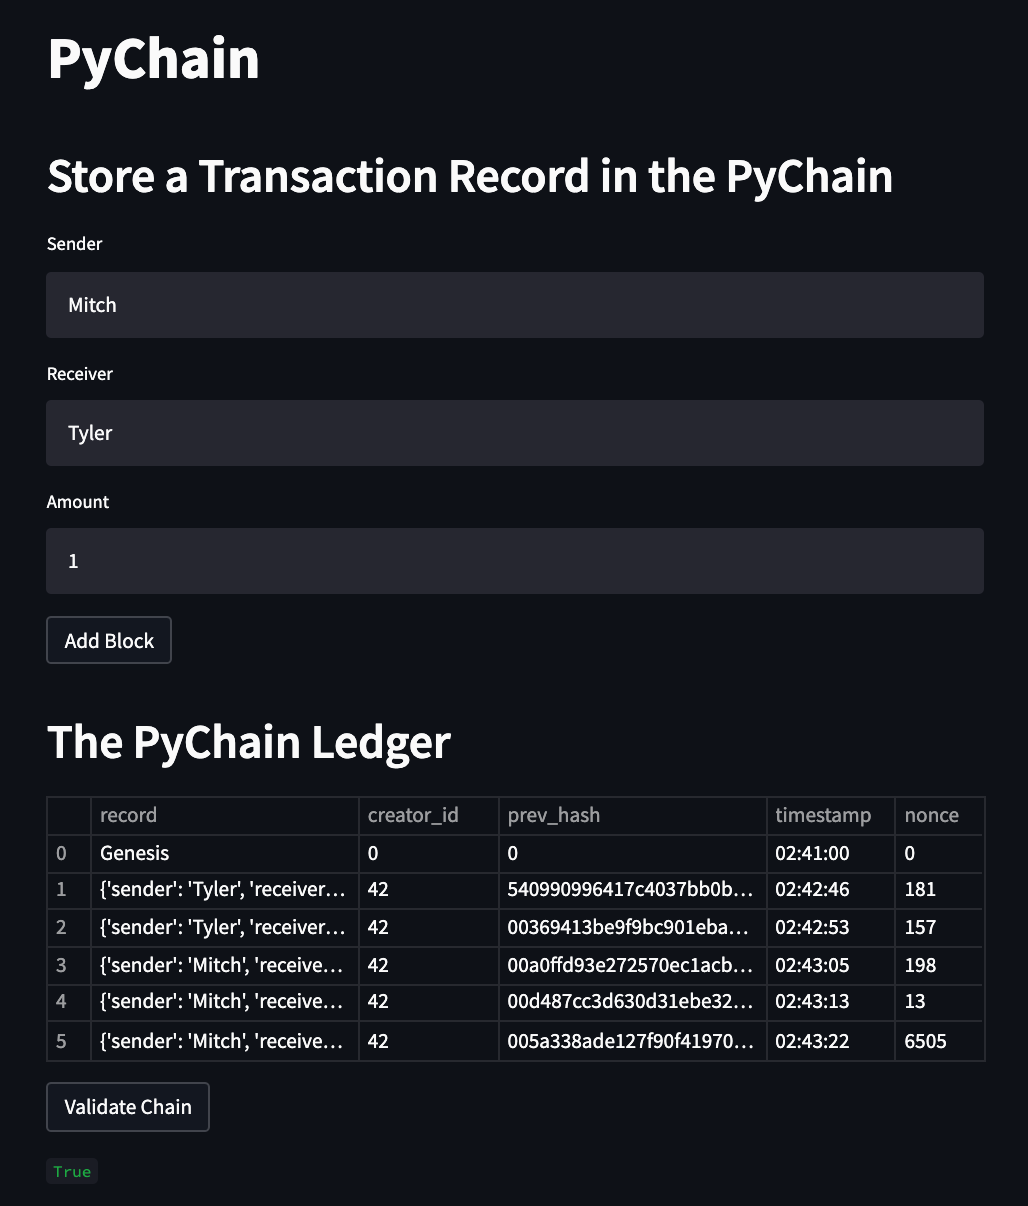 PyChain
Store a Transaction Record in the PyChain
Sender
Mitch
Receiver
Tyler
Amount
1
Add Block
The PyChain Ledger
record creator_id prev_hash timestamp nonce
0 Genesis 0 0 02:41:00 0
1 {'sender': 'Tyler', 'receiver... 42 540990996417c4037bb0b... 02:42:46 181
2 {'sender': 'Tyler', 'receiver... 42 00369413be9f9bc901eba... 02:42:53 157
3 {'sender': 'Mitch', 'receive... 42 00a0ffd93e272570ec1acb... 02:43:05 198
4 {'sender': 'Mitch', 'receive... 42 00d487cc3d630d31ebe32... 02:43:13 13
5 {'sender': 'Mitch', 'receive... 42 005a338ade127f90f41970... 02:43:22 6505
Validate Chain
True